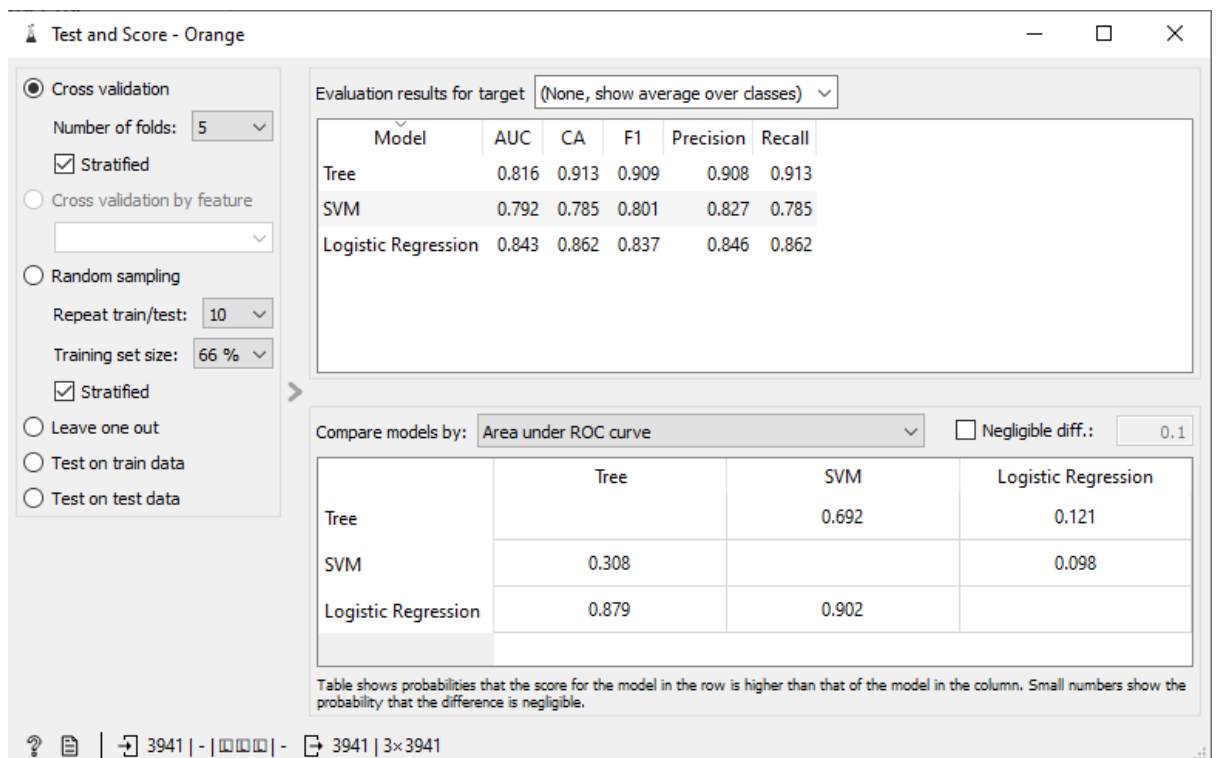 Test and Score - Orange
Cross validation
Number of folds: 5
Stratified
Cross validation by feature
Random sampling
Repeat train/test: 10
Training set size: 66 %
Stratified
Leave one out
Test on train data
Test on test data
Evaluation results for target (None, show average over classes)
Model AUC CA F1 Precision Recall
Tree 0.816 0.913 0.909 0.908 0.913
SVM 0.792 0.785 0.801 0.827 0.785
Logistic Regression 0.843 0.862 0.837 0.846 0.862
Compare models by: Area under ROC curve Negligible diff.: 0.1
Tree SVM Logistic Regression
Tree 0.692 0.121
SVM 0.308 0.098
Logistic Regression 0.879 0.902
Table shows probabilities that the score for the model in the row is higher than that of the model in the column. Small numbers show the
probability that the difference is negligible.
? 3941 | - | | - 3941 | 3×3941